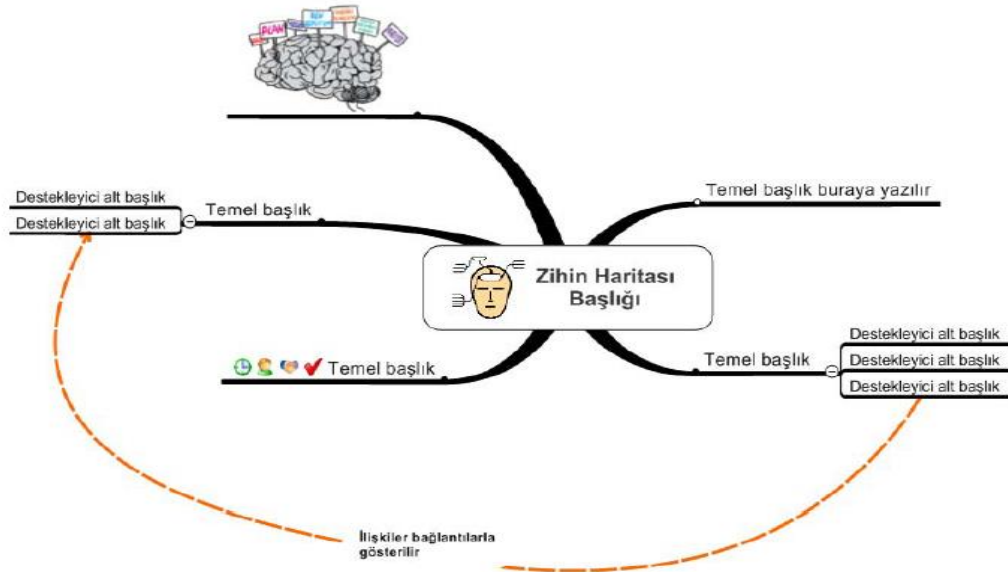 PLAN
Destekleyici alt başlık
Destekleyici alt başlık
Temel başlık
Temel başlık buraya yazılır
Zihin Haritası
Başlığı
Temel başlık
Temel başlık
Destekleyici alt başlık
Destekleyici alt başlık
Destekleyici alt başlık
İlişkiler bağlantılarla
gösterilir